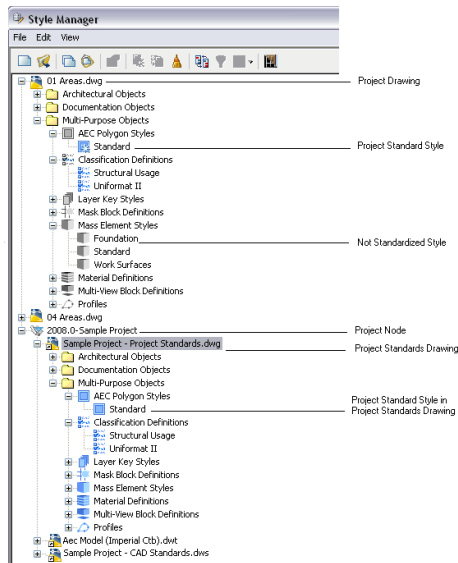 Style Manager
File Edit View
01 Areas.dwg Project Drawing
Architectural Objects
Documentation Objects
Multi-Purpose Objects
AEC Polygon Styles
Standard Project Standard Style
Classification Definitions
Structural Usage
Uniformat II
Layer Key Styles
Mask Block Definitions
Mass Element Styles
Foundation Not Standardized Style
Standard
Work Surfaces
Material Definitions
Multi-View Block Definitions
Profiles
04 Areas.dwg
2008.0-Sample Project Project Node
Sample Project - Project Standards.dwg Project Standards Drawing
Architectural Objects
Documentation Objects
Multi-Purpose Objects
AEC Polygon Styles
Standard Project Standard Style in
Project Standards Drawing
Classification Definitions
Structural Usage
Uniformat II
Layer Key Styles
Mask Block Definitions
Mass Element Styles
Material Definitions
Multi-View Block Definitions
Profiles
Aec Model (Imperial Ctb).dwt
Sample Project - CAD Standards.dws